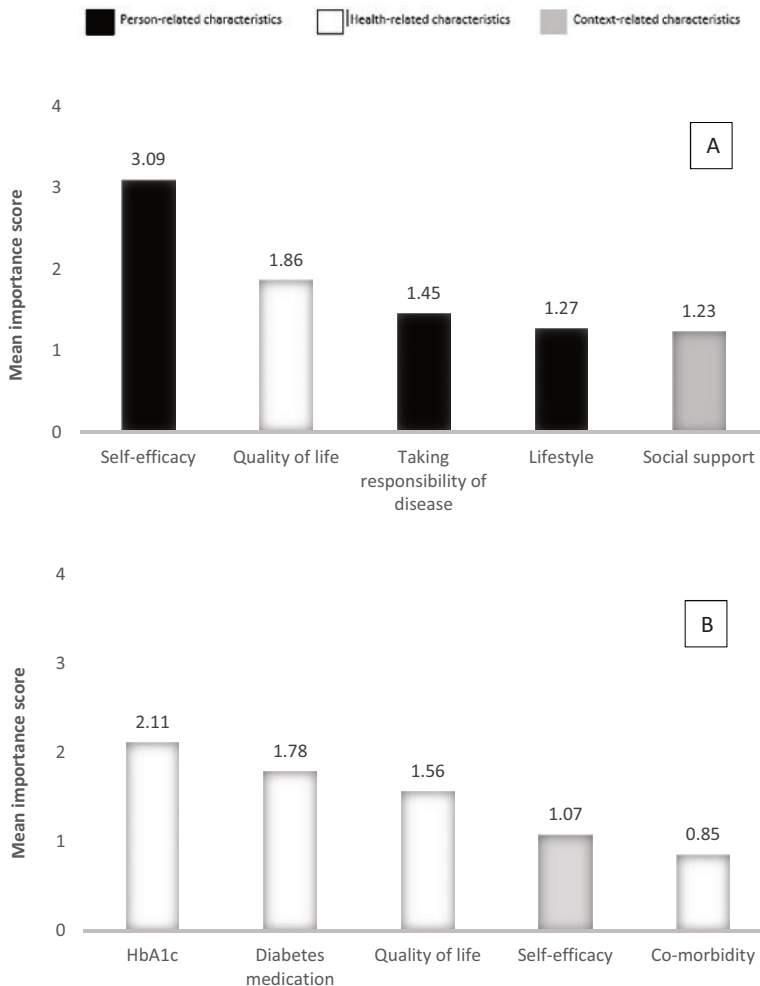 Person-related characteristics Health-related characteristics Context-related characteristics
A
Mean importance score
4
3
2
1
0
3.09
1.86
1.45
1.27
1.23
Self-efficacy
Quality of life
Taking
responsibility of
disease
Lifestyle
Social support
B
Mean importance score
4
3
2
1
0
2.11
1.78
1.56
1.07
0.85
HbA1c
Diabetes
medication
Quality of life
Self-efficacy
Co-morbidity